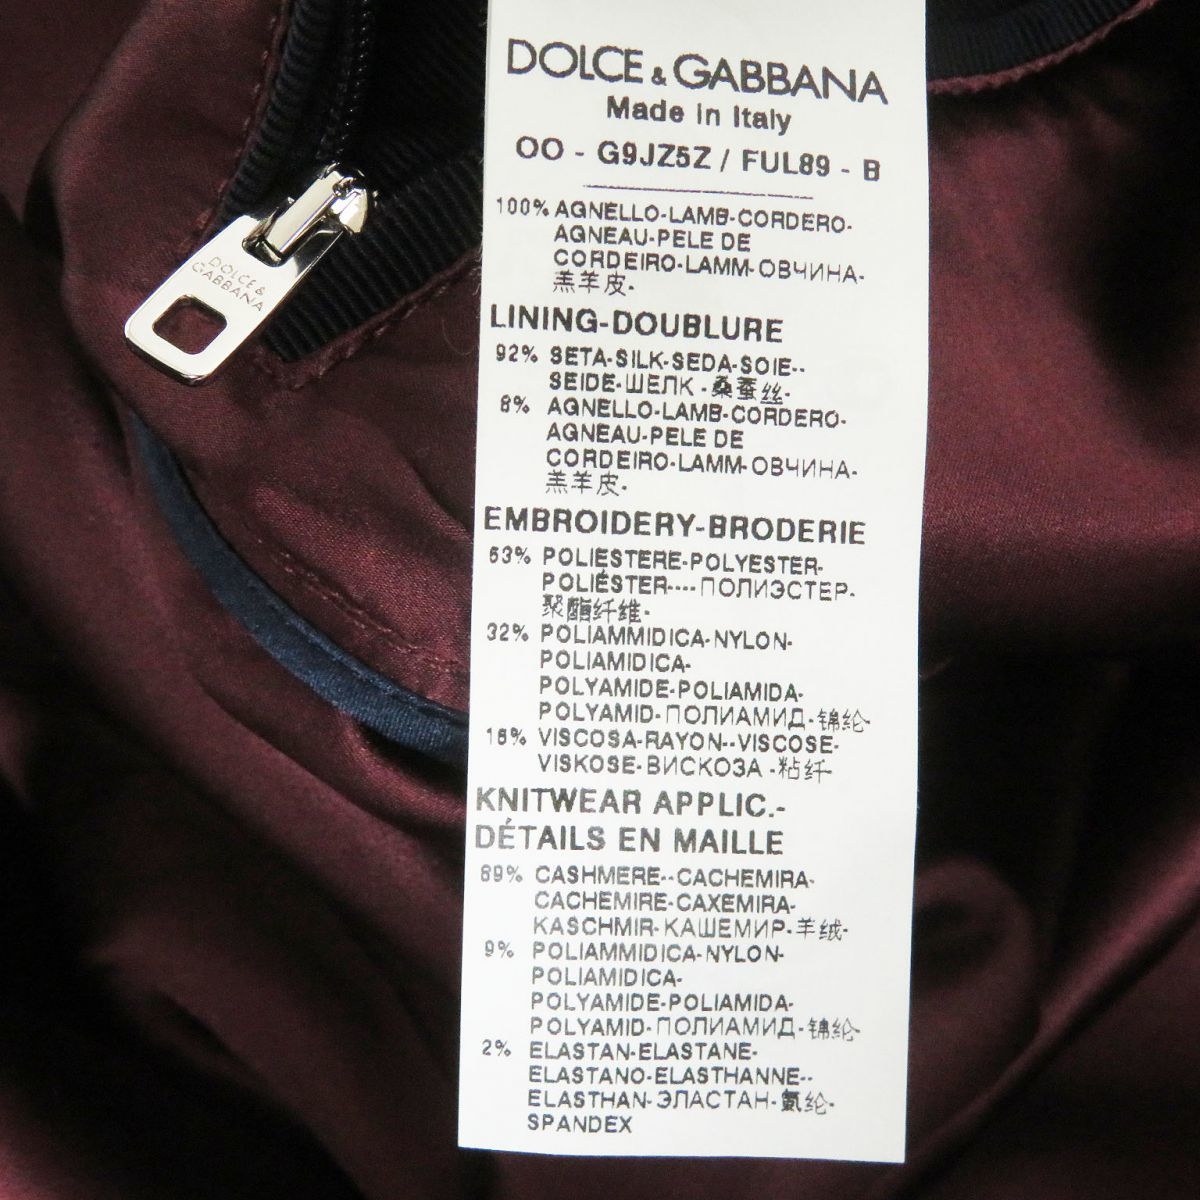 DOLCE & GABBANA
Made in Italy
OO - G9JZ5Z / FUL89 - B
100% AGNELLO-LAMB-CORDERO-
AGNEAU-PELE DE
CORDEIRO-LAMM-ОВЧИНА-
羔羊皮-
LINING-DOUBLURE
92% SETA-SILK-SEDA-SOIE--
SEIDE-ШЕЛК -桑蚕丝-
8% AGNELLO-LAMB-CORDERO-
AGNEAU-PELE DE
CORDEIRO-LAMM-ОВЧИНА-
羔羊皮-
EMBROIDERY-BRODERIE
53% POLIESTERE-POLYESTER-
POLIÉSTER----ПОЛИЭСТЕР-
聚酯纤维-
32% POLIAMMIDICA-NYLON-
POLIAMIDICA-
POLYAMIDE-POLIAMIDA-
POLYAMID-ПОЛИАМИД-锦纶-
15% VISCOSA-RAYON--VISCOSE-
VISKOSE-ВИСКОЗА -粘纤-
KNITWEAR APPLIC.-
DÉTAILS EN MAILLE
89% CASHMERE--CACHEMIRA-
CACHEMIRE-CAXEMIRA-
KASCHMIR-КАШЕМИР-羊绒-
9% POLIAMMIDICA-NYLON-
POLIAMIDICA-
POLYAMIDE-POLIAMIDA-
POLYAMID-ПОЛИАМИД-锦纶-
2% ELASTAN-ELASTANE-
ELASTANO-ELASTHANNE--
ELASTHAN-ЭЛАСТАН-氨纶-
SPANDEX
DOLCE &
GABBANA